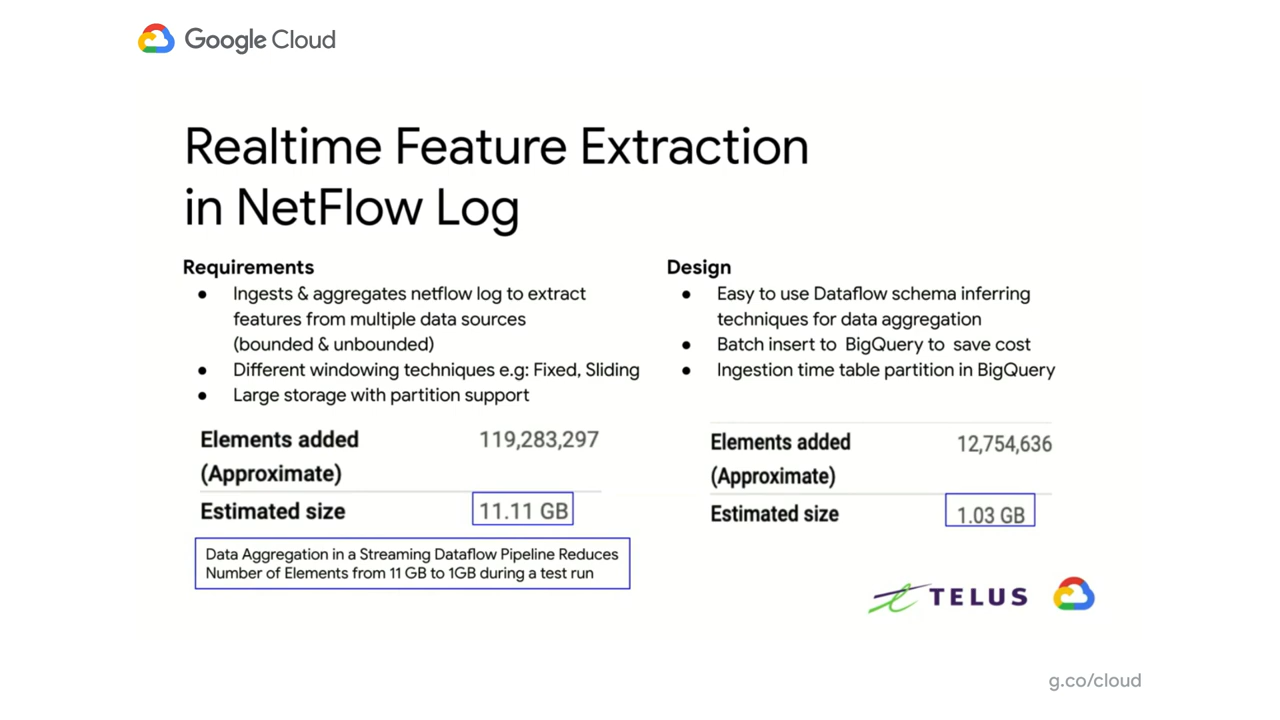 Google Cloud
Realtime Feature Extraction
in NetFlow Log
Requirements
● Ingests & aggregates netflow log to extract
features from multiple data sources
(bounded & unbounded)
● Different windowing techniques e.g: Fixed, Sliding
● Large storage with partition support
Elements added 119,283,297
(Approximate)
Estimated size 11.11 GB
Data Aggregation in a Streaming Dataflow Pipeline Reduces
Number of Elements from 11 GB to 1GB during a test run
Design
● Easy to use Dataflow schema inferring
techniques for data aggregation
● Batch insert to BigQuery to save cost
● Ingestion time table partition in BigQuery
Elements added 12,754,636
(Approximate)
Estimated size 1.03 GB
TELUS
g.co/cloud